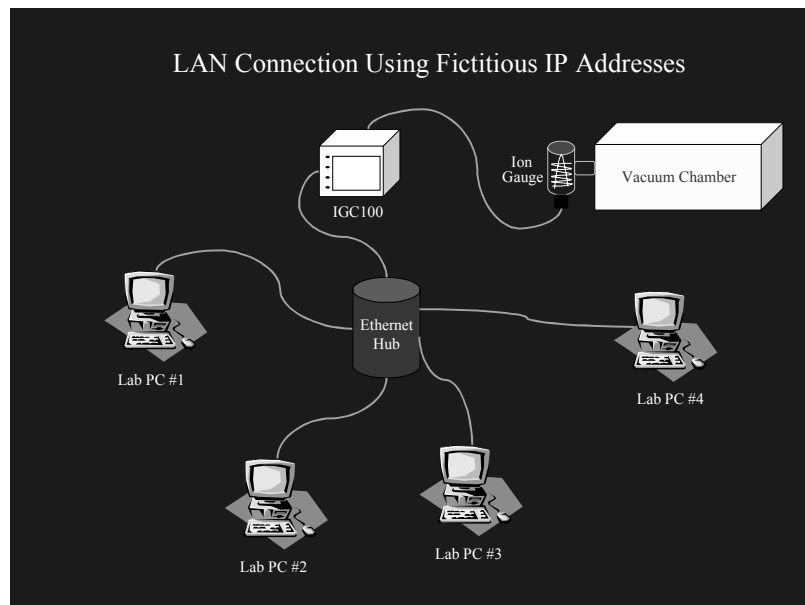 LAN Connection Using Fictitious IP Addresses
Ion
Gauge
Vacuum Chamber
IGC100
Ethernet
Hub
Lab PC #1
Lab PC #4
Lab PC #2
Lab PC #3